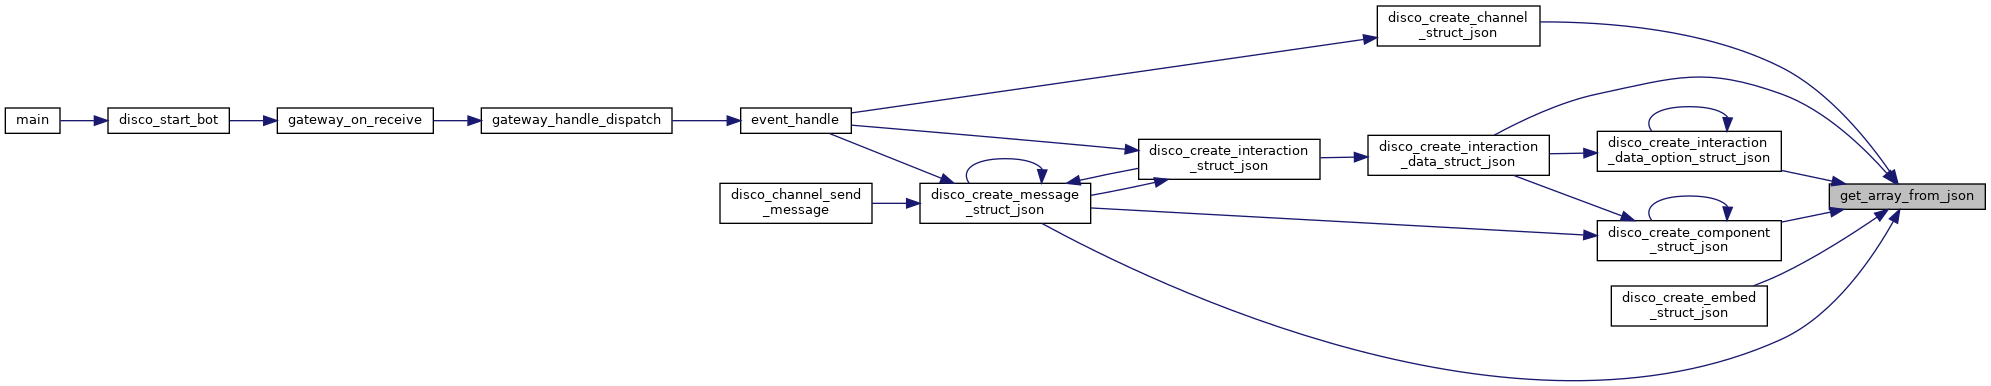 main
disco_start_bot
gateway_on_receive
gateway_handle_dispatch
event_handle
disco_channel_send
_message
disco_create_message
_struct_json
disco_create_interaction
_struct_json
disco_create_channel
_struct_json
disco_create_interaction
_data_struct_json
disco_create_interaction
_data_option_struct_json
disco_create_component
_struct_json
disco_create_embed
_struct_json
get_array_from_json